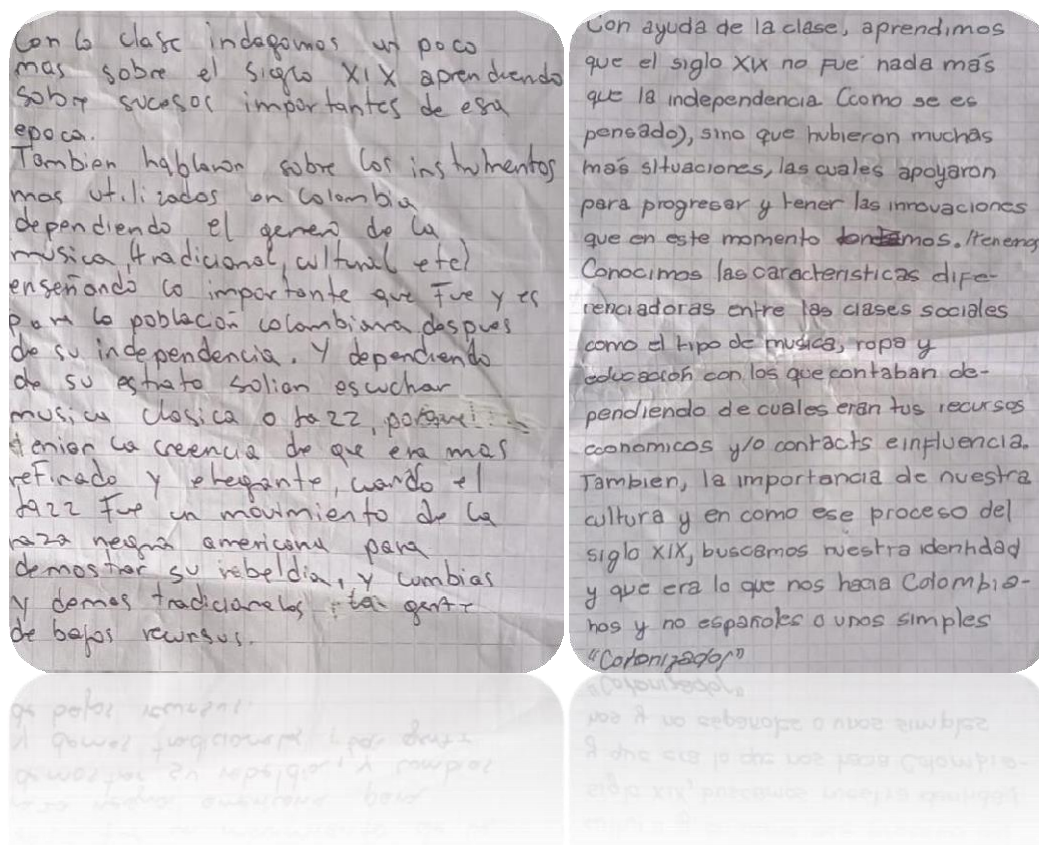 Con la clase indagamos un poco
mas sobre el siglo XIX aprendiendo
sobre sucesos importantes de esa
epoca.
Tambien hablaron sobre los instrumentos
mas utilizados en Colombia
dependiendo el genero de la
musica (tradicional, cultural etc)
enseñando lo importante que fue y es
para la población colombiana despues
de su independencia. Y dependiendo
de su estrato solian escuchar
musica clasica o jazz, porque
tenian la creencia de que era mas
refinado y elegante, cuando el
jazz fue un movimiento de la
raza negra americana para
demostrar su rebeldia, y cumbias
y demas tradicionales la gente
de bajos recursos.
Con ayuda de la clase, aprendimos
que el siglo XIX no fue nada más
que la independencia (como se es
pensado), sino que hubieron muchas
más situaciones, las cuales apoyaron
para progresar y tener las innovaciones
que en este momento tenemos.
Conocimos las caracteristicas dife-
renciadoras entre las clases sociales
como el tipo de musica, ropa y
educación con los que contaban de-
pendiendo de cuales eran tus recursos
economicos y/o contacts e influencia.
Tambien, la importancia de nuestra
cultura y en como ese proceso del
siglo XIX, buscamos nuestra identidad
y que era lo que nos hacia Colombia-
nos y no españoles o unos simples
"Colonizador"